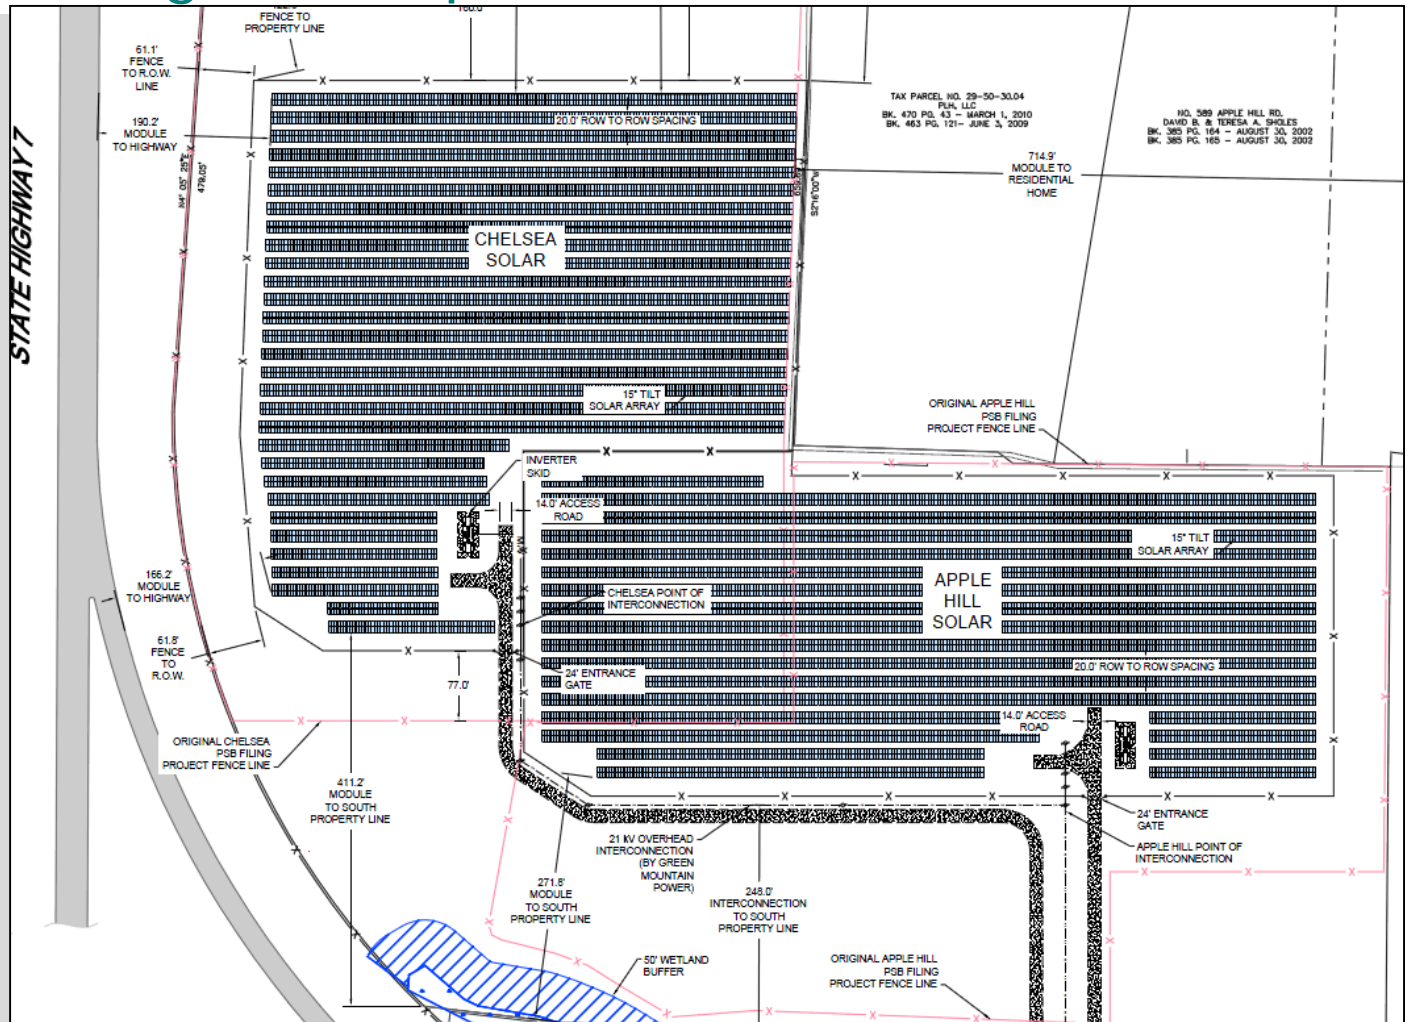 FENCE TO
PROPERTY LINE
61.1'
FENCE
TO R.O.W.
LINE
190.2'
MODULE
TO HIGHWAY
STATE HIGHWAY 7
N4° 05' 25"E
479.05'
20.0' ROW TO ROW SPACING
CHELSEA
SOLAR
15° TILT
SOLAR ARRAY
S2°16'00"W
TAX PARCEL NO. 29-50-30.04
PLH, LLC
BK. 470 PG. 43 - MARCH 1, 2010
BK. 463 PG. 121- JUNE 3, 2009
NO. 589 APPLE HILL RD.
DAVID B. & TERESA A. SHOLES
BK. 385 PG. 164 - AUGUST 30, 2002
BK. 385 PG. 165 - AUGUST 30, 2002
714.9'
MODULE TO
RESIDENTIAL
HOME
ORIGINAL APPLE HILL
PSB FILING
PROJECT FENCE LINE
INVERTER
SKID
14.0' ACCESS
ROAD
15° TILT
SOLAR ARRAY
APPLE
HILL
SOLAR
CHELSEA POINT OF
INTERCONNECTION
166.2'
MODULE
TO HIGHWAY
61.8'
FENCE
TO
R.O.W.
77.0'
24' ENTRANCE
GATE
20.0' ROW TO ROW SPACING
14.0' ACCESS
ROAD
ORIGINAL CHELSEA
PSB FILING
PROJECT FENCE LINE
411.2'
MODULE
TO SOUTH
PROPERTY LINE
21 kV OVERHEAD
INTERCONNECTION
(BY GREEN
MOUNTAIN
POWER)
24' ENTRANCE
GATE
APPLE HILL POINT OF
INTERCONNECTION
271.8'
MODULE
TO SOUTH
PROPERTY LINE
248.0'
INTERCONNECTION
TO SOUTH
PROPERTY LINE
50' WETLAND
BUFFER
ORIGINAL APPLE HILL
PSB FILING
PROJECT FENCE LINE